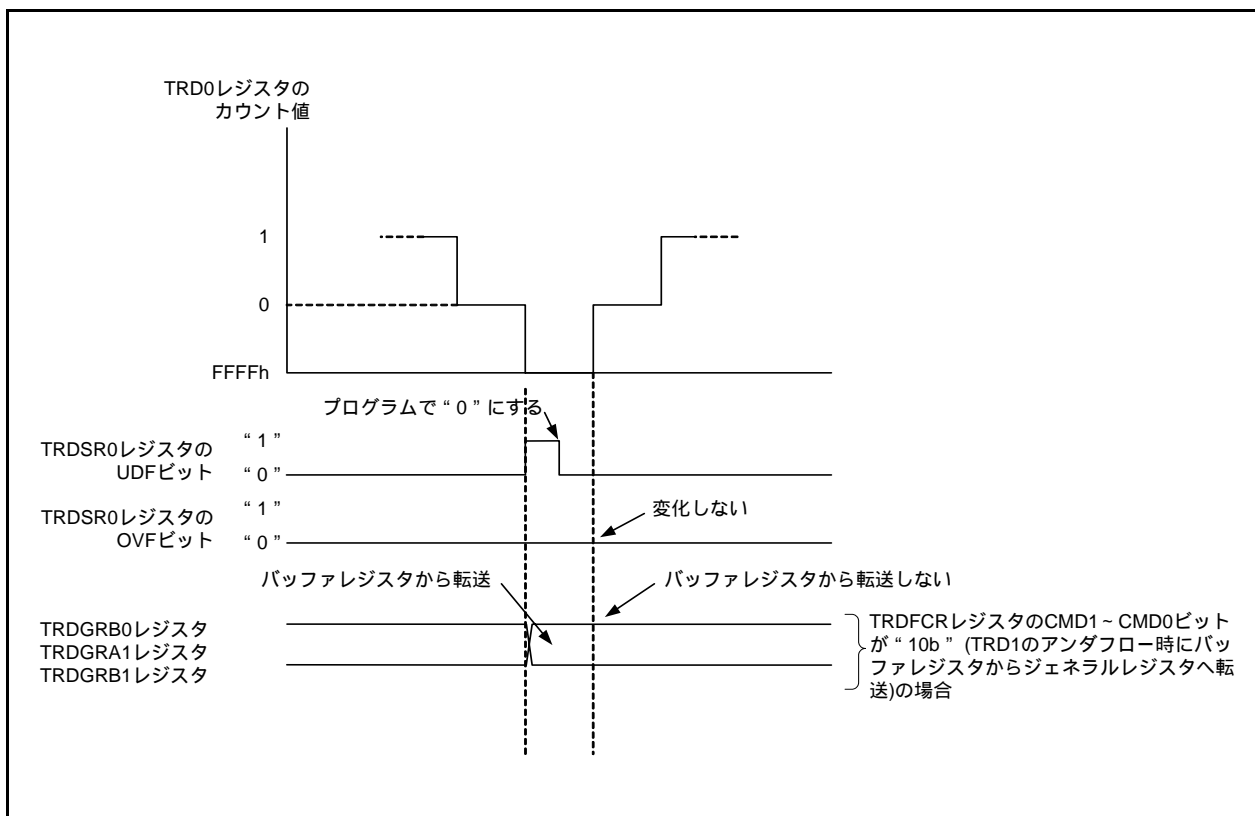 TRD0レジスタの
カウント値
1
0
FFFFh
プログラムで“0”にする
TRDSR0レジスタの
UDFビット
“1”
“0”
TRDSR0レジスタの
OVFビット
“1”
“0”
変化しない
バッファレジスタから転送
バッファレジスタから転送しない
TRDGRB0レジスタ
TRDGRA1レジスタ
TRDGRB1レジスタ
TRDFCRレジスタのCMD1~CMD0ビット
が“10b”(TRD1のアンダフロー時にバッ
ファレジスタからジェネラルレジスタへ転
送)の場合